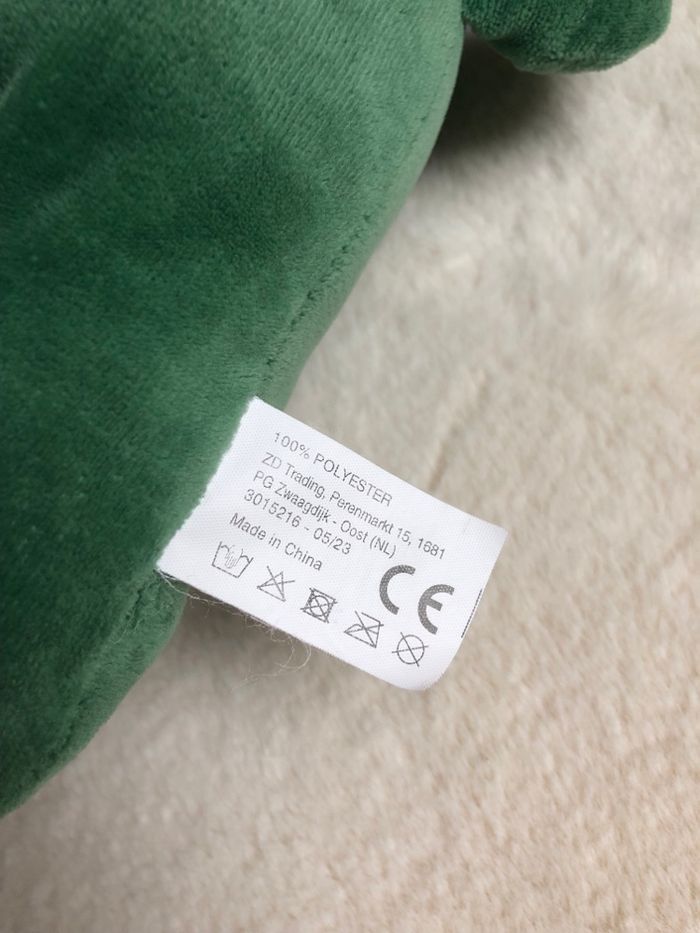 100% POLYESTER
ZD Trading, Perenmarkt 15, 1681
PG Zwaagdijk - Oost (NL)
3015216 - 05/23
Made in China
CE